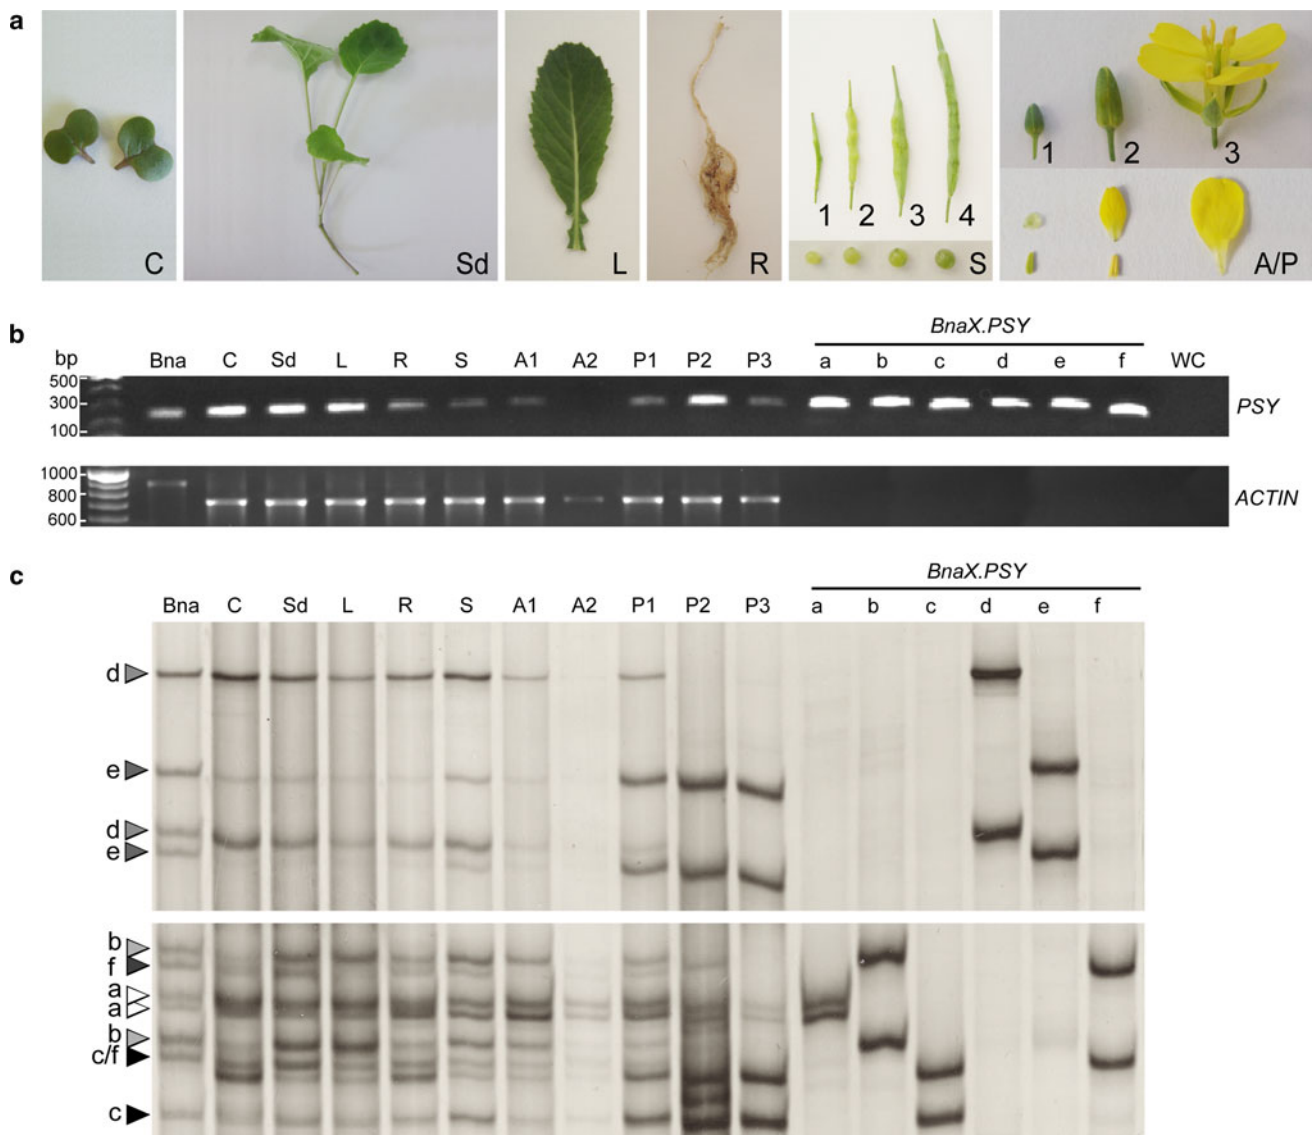 a
C
Sd
L
R
1 2 3 4
S
1 2 3
A/P
b
BnaX.PSY
bp Bna C Sd L R S A1 A2 P1 P2 P3 a b c d e f WC
500
300
100
PSY
1000
800
600
ACTIN
c
BnaX.PSY
Bna C Sd L R S A1 A2 P1 P2 P3 a b c d e f
d
e
d
e
b
f
a
a
b
c/f
c